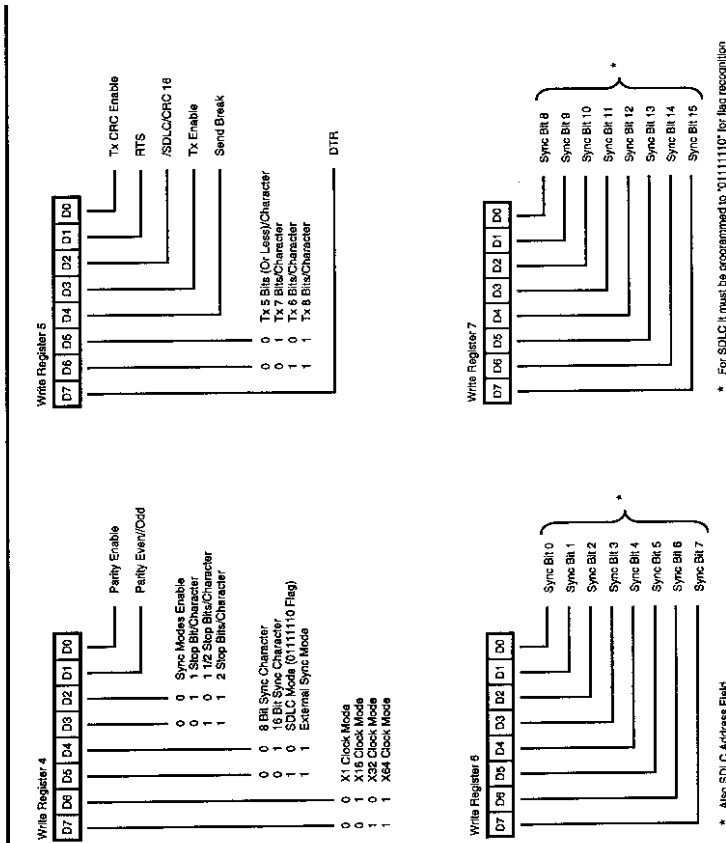 Write Register 4
D7 D6 D5 D4 D3 D2 D1 D0
Parity Enable
Parity Even//Odd
0 0 Sync Modes Enable
0 1 1 Stop Bit/Character
1 0 1 1/2 Stop Bits/Character
1 1 2 Stop Bits/Character
0 0 8 Bit Sync Character
0 1 16 Bit Sync Character
1 0 SDLC Mode (01111110 Flag)
1 1 External Sync Mode
0 0 X1 Clock Mode
0 1 X16 Clock Mode
1 0 X32 Clock Mode
1 1 X64 Clock Mode
Write Register 5
D7 D6 D5 D4 D3 D2 D1 D0
Tx CRC Enable
RTS
/SDLC/CRC 16
Tx Enable
Send Break
0 0 Tx 5 Bits (Or Less)/Character
0 1 Tx 7 Bits/Character
1 0 Tx 6 Bits/Character
1 1 Tx 8 Bits/Character
DTR
Write Register 6
D7 D6 D5 D4 D3 D2 D1 D0
Sync Bit 0
Sync Bit 1
Sync Bit 2
Sync Bit 3
Sync Bit 4
Sync Bit 5
Sync Bit 6
Sync Bit 7
*
* Also SDLC Address Field
Write Register 7
D7 D6 D5 D4 D3 D2 D1 D0
Sync Bit 8
Sync Bit 9
Sync Bit 10
Sync Bit 11
Sync Bit 12
Sync Bit 13
Sync Bit 14
Sync Bit 15
*
* For SDLC it must be programmed to "01111110" for flag recognition